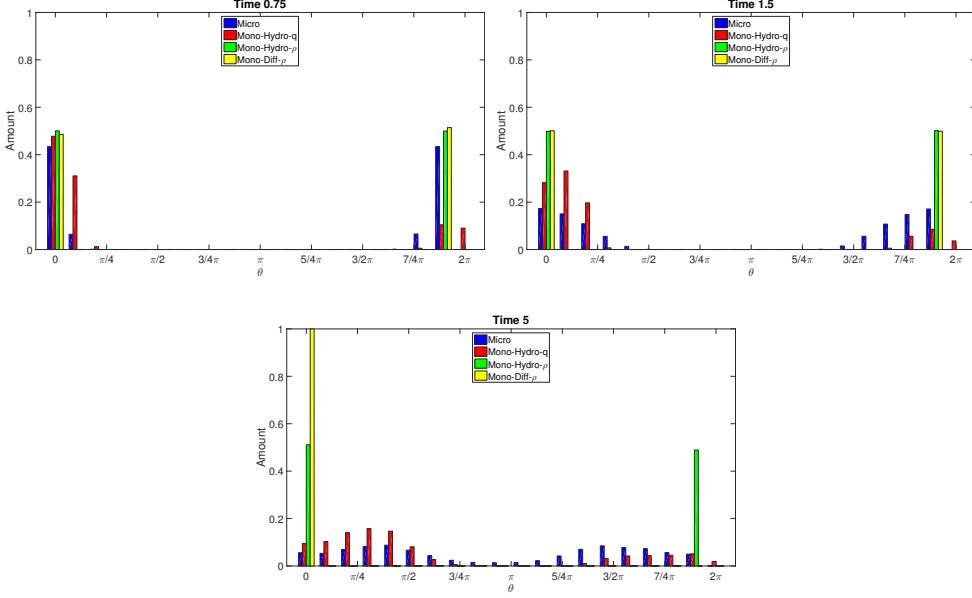 Time 0.75
Micro
Mono-Hydro-q
Mono-Hydro-ρ
Mono-Diff-ρ
Amount
1
0.8
0.6
0.4
0.2
0
0 π/4 π/2 3/4π π 5/4π 3/2π 7/4π 2π
θ
Time 1.5
Micro
Mono-Hydro-q
Mono-Hydro-ρ
Mono-Diff-ρ
Amount
1
0.8
0.6
0.4
0.2
0
0 π/4 π/2 3/4π π 5/4π 3/2π 7/4π 2π
θ
Time 5
Micro
Mono-Hydro-q
Mono-Hydro-ρ
Mono-Diff-ρ
Amount
1
0.8
0.6
0.4
0.2
0
0 π/4 π/2 3/4π π 5/4π 3/2π 7/4π 2π
θ